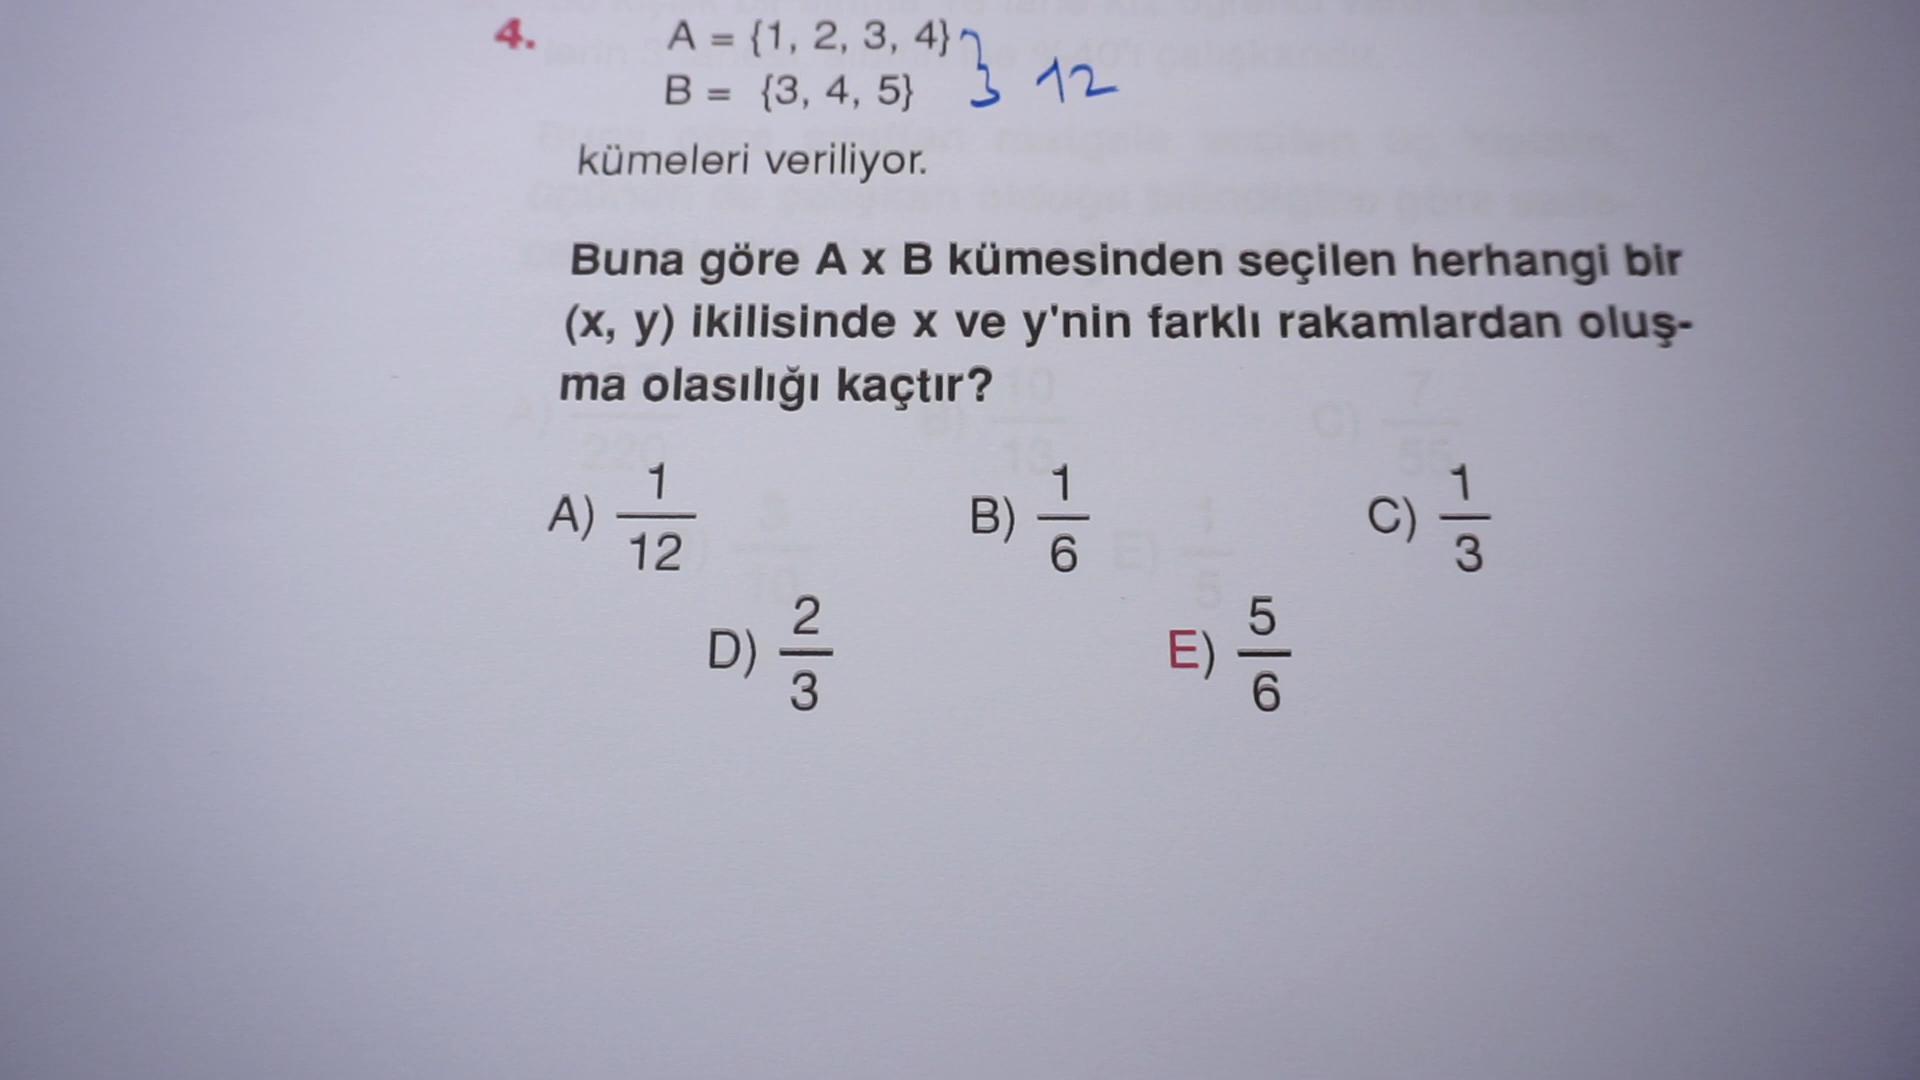 4. A = {1, 2, 3, 4}
B = {3, 4, 5} } 12
kümeleri veriliyor.
Buna göre A x B kümesinden seçilen herhangi bir
(x, y) ikilisinde x ve y'nin farklı rakamlardan oluş-
ma olasılığı kaçtır?
A) 1/12 B) 1/6 C) 1/3
D) 2/3 E) 5/6